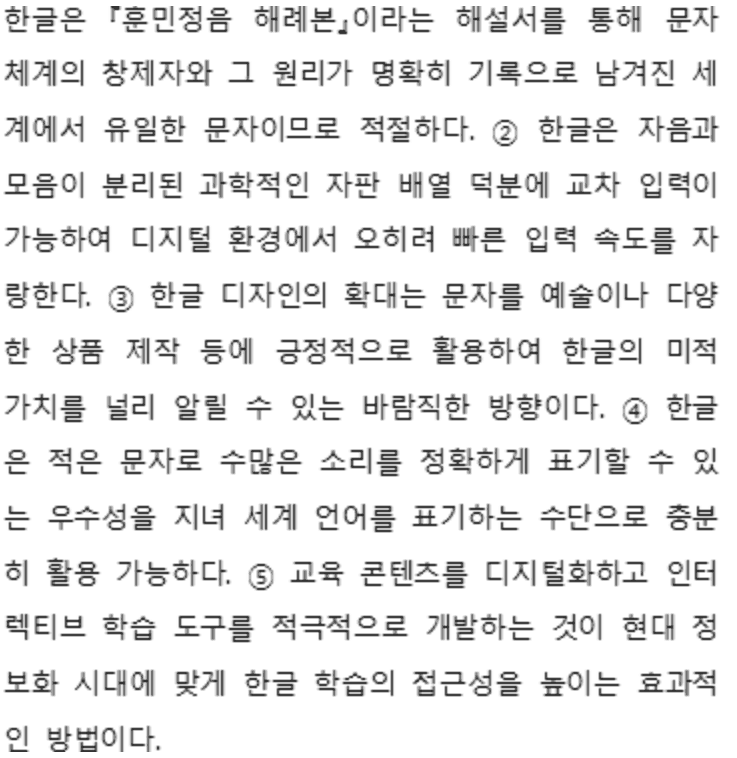 한글은 『훈민정음 해례본』이라는 해설서를 통해 문자
체계의 창제자와 그 원리가 명확히 기록으로 남겨진 세
계에서 유일한 문자이므로 적절하다. ② 한글은 자음과
모음이 분리된 과학적인 자판 배열 덕분에 교차 입력이
가능하여 디지털 환경에서 오히려 빠른 입력 속도를 자
랑한다. ③ 한글 디자인의 확대는 문자를 예술이나 다양
한 상품 제작 등에 긍정적으로 활용하여 한글의 미적
가치를 널리 알릴 수 있는 바람직한 방향이다. ④ 한글
은 적은 문자로 수많은 소리를 정확하게 표기할 수 있
는 우수성을 지녀 세계 언어를 표기하는 수단으로 충분
히 활용 가능하다. ⑤ 교육 콘텐츠를 디지털화하고 인터
렉티브 학습 도구를 적극적으로 개발하는 것이 현대 정
보화 시대에 맞게 한글 학습의 접근성을 높이는 효과적
인 방법이다.